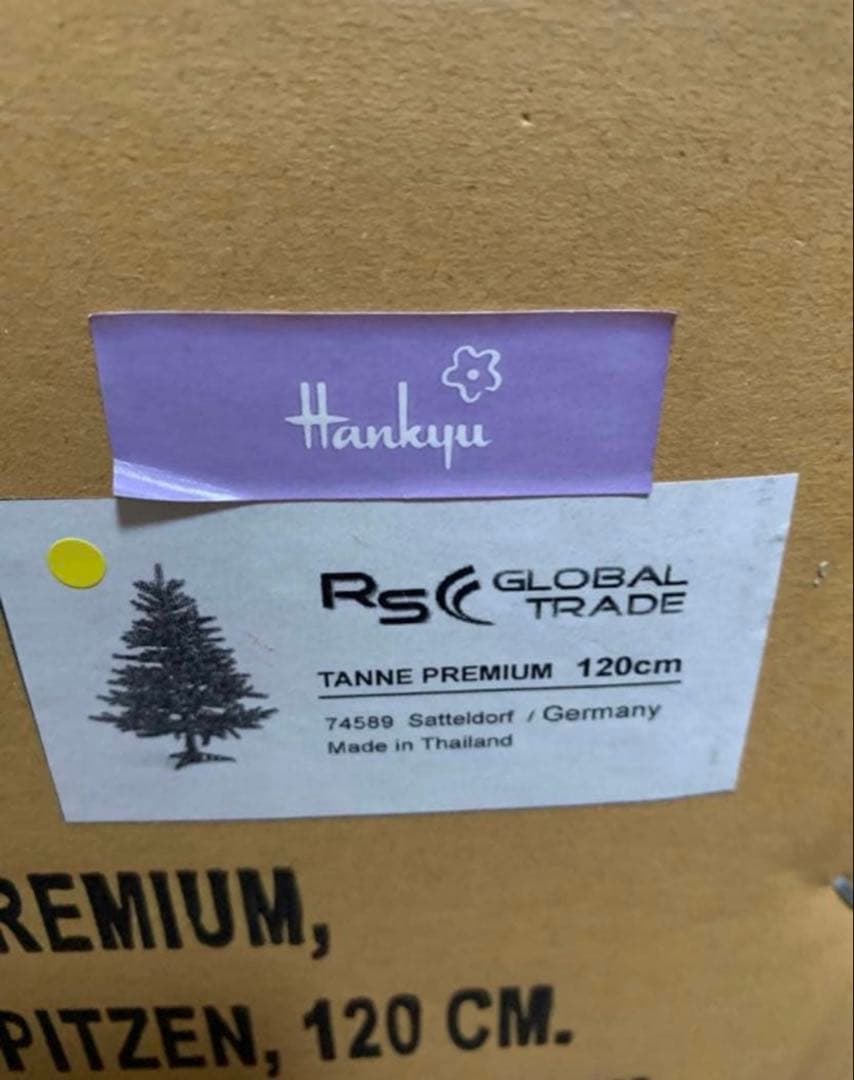 Hankyu
RS GLOBAL
TRADE
TANNE PREMIUM 120cm
74589 Satteldorf / Germany
Made in Thailand
REMIUM,
PITZEN, 120 CM.